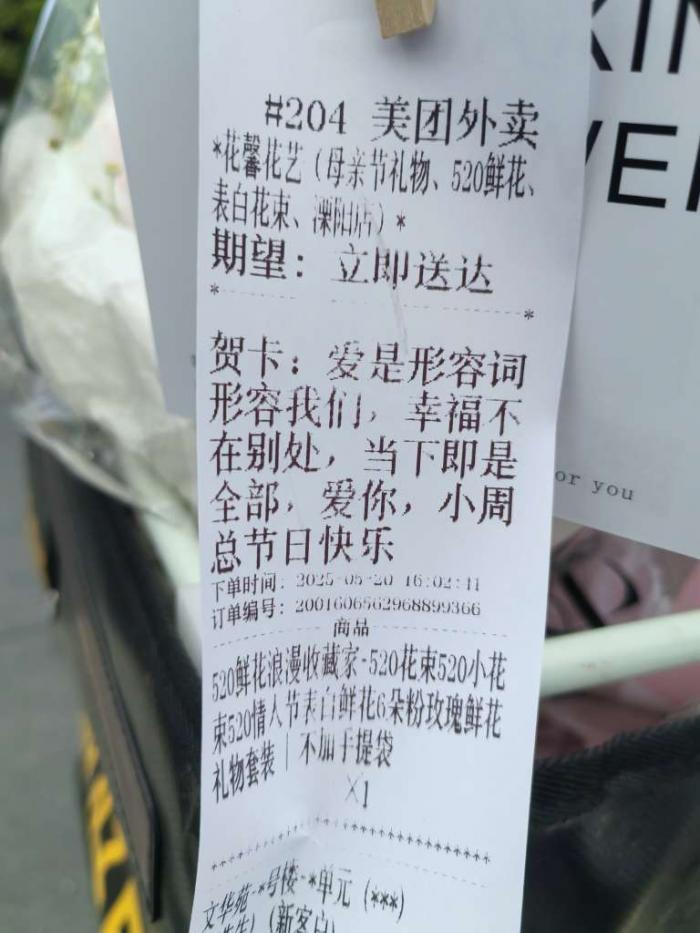 #204 美团外卖
*花馨花艺（母亲节礼物、520鲜花、
表白花束、溧阳店）*
期望：立即送达
*
*
贺卡：爱是形容词
形容我们，幸福不
在别处，当下即是
全部，爱你，小周
总节日快乐
下单时间：2025-05-20 16:02:11
订单编号：2001606562968899366
商品
520鲜花浪漫收藏家-520花束520小花
束520情人节表白鲜花6朵粉玫瑰鲜花
礼物套装｜不加手提袋
X1
文华苑-*号楼-*单元（***）
（新客户）
or you